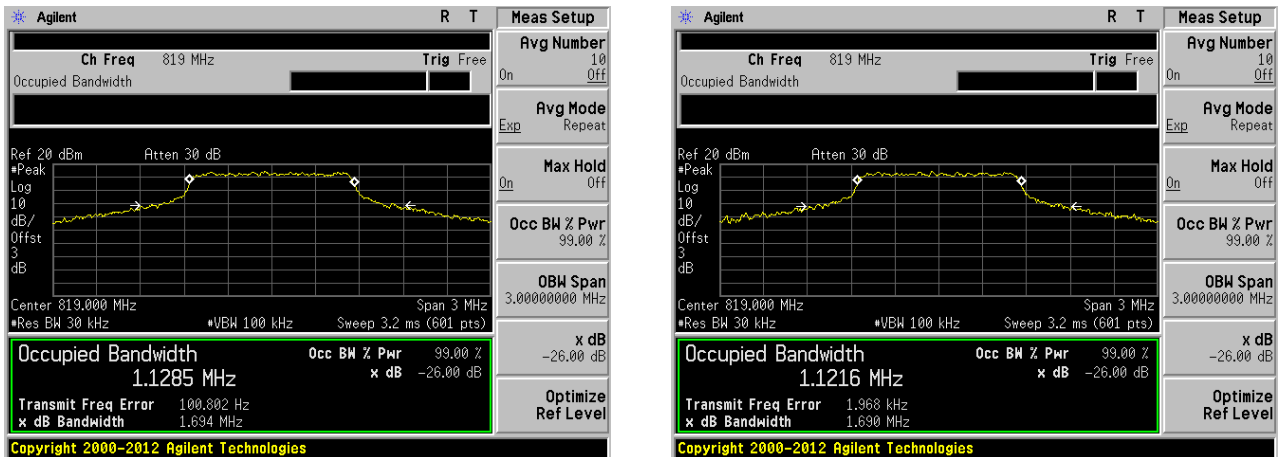 Agilent R T Meas Setup
Ch Freq 819 MHz Trig Free
Occupied Bandwidth
Avg Number
10
On Off
Avg Mode
Exp Repeat
Ref 20 dBm Atten 30 dB
#Peak
Log
10
dB/
Offst
3
dB
Max Hold
On Off
Occ BW % Pwr
99.00 %
OBW Span
3.00000000 MHz
Center 819.000 MHz Span 3 MHz
#Res BW 30 kHz #VBW 100 kHz Sweep 3.2 ms (601 pts)
x dB
-26.00 dB
Occupied Bandwidth Occ BW % Pwr 99.00 %
1.1285 MHz x dB -26.00 dB
Transmit Freq Error 100.802 Hz
x dB Bandwidth 1.694 MHz
Optimize
Ref Level
Copyright 2000-2012 Agilent Technologies
Agilent R T Meas Setup
Ch Freq 819 MHz Trig Free
Occupied Bandwidth
Avg Number
10
On Off
Avg Mode
Exp Repeat
Ref 20 dBm Atten 30 dB
#Peak
Log
10
dB/
Offst
3
dB
Max Hold
On Off
Occ BW % Pwr
99.00 %
OBW Span
3.00000000 MHz
Center 819.000 MHz Span 3 MHz
#Res BW 30 kHz #VBW 100 kHz Sweep 3.2 ms (601 pts)
x dB
-26.00 dB
Occupied Bandwidth Occ BW % Pwr 99.00 %
1.1216 MHz x dB -26.00 dB
Transmit Freq Error 1.968 kHz
x dB Bandwidth 1.690 MHz
Optimize
Ref Level
Copyright 2000-2012 Agilent Technologies